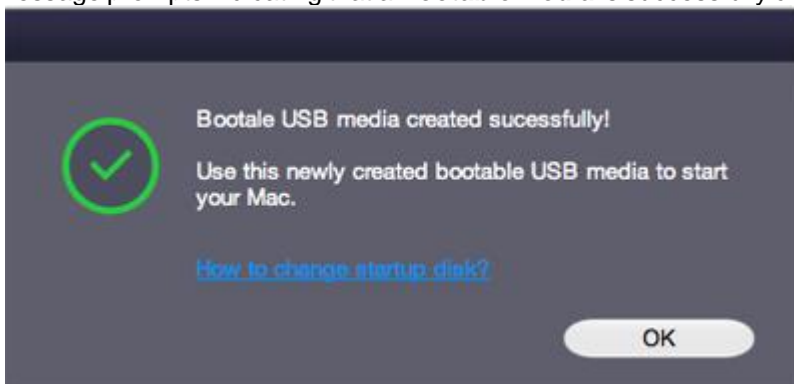 Bootale USB media created sucessfully!
Use this newly created bootable USB media to start
your Mac.
How to change startup disk?
OK